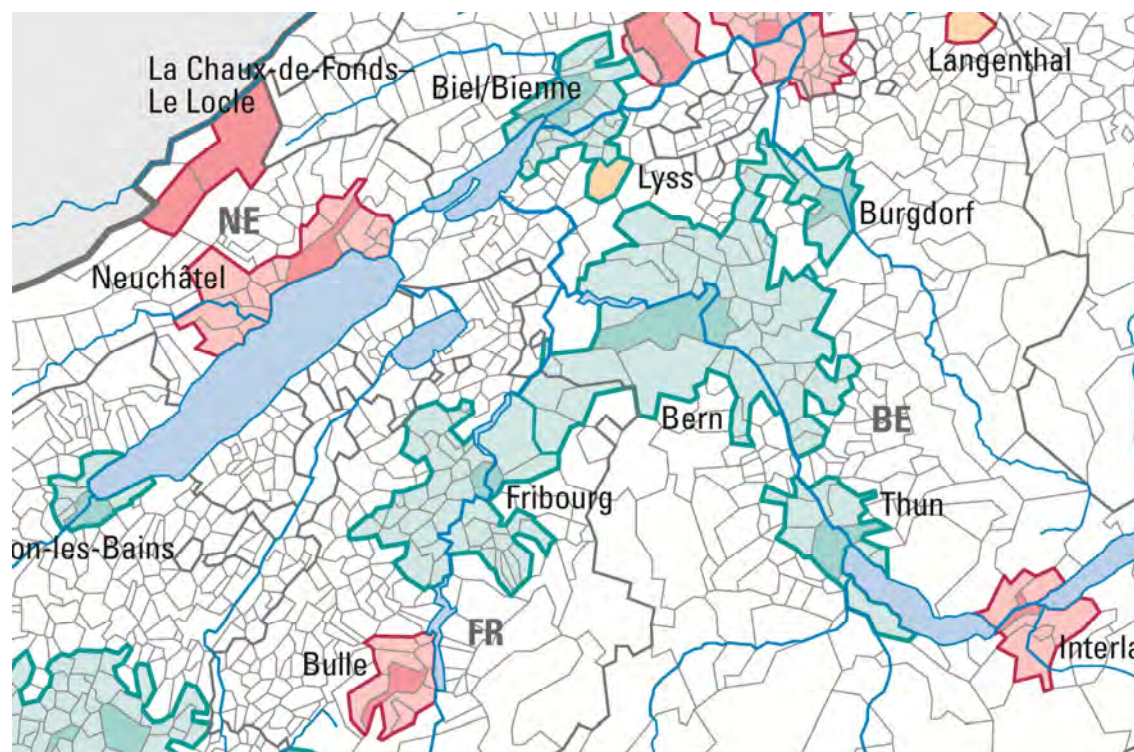 La Chaux-de-Fonds–
Le Locle
Biel/Bienne
Langenthal
Lyss
NE
Burgdorf
Neuchâtel
Bern
BE
Fribourg
Thun
on-les-Bains
FR
Bulle
Interla